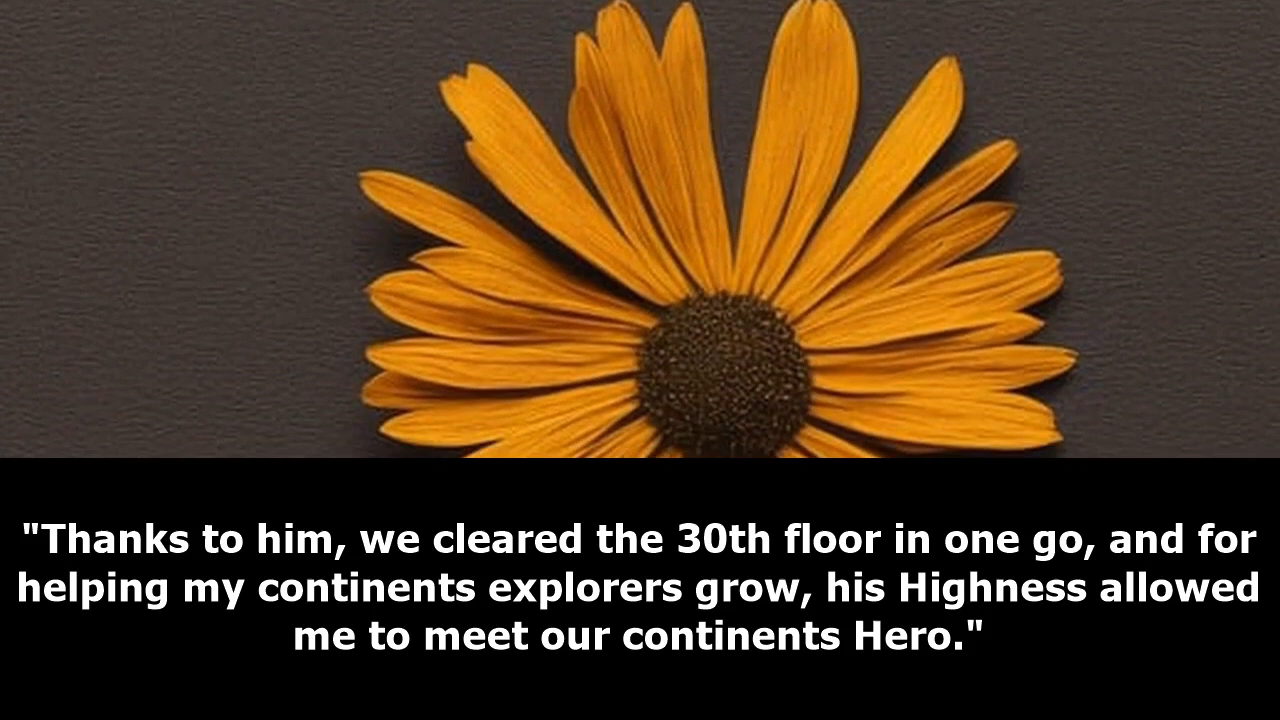 "Thanks to him, we cleared the 30th floor in one go, and for
helping my continents explorers grow, his Highness allowed
me to meet our continents Hero."